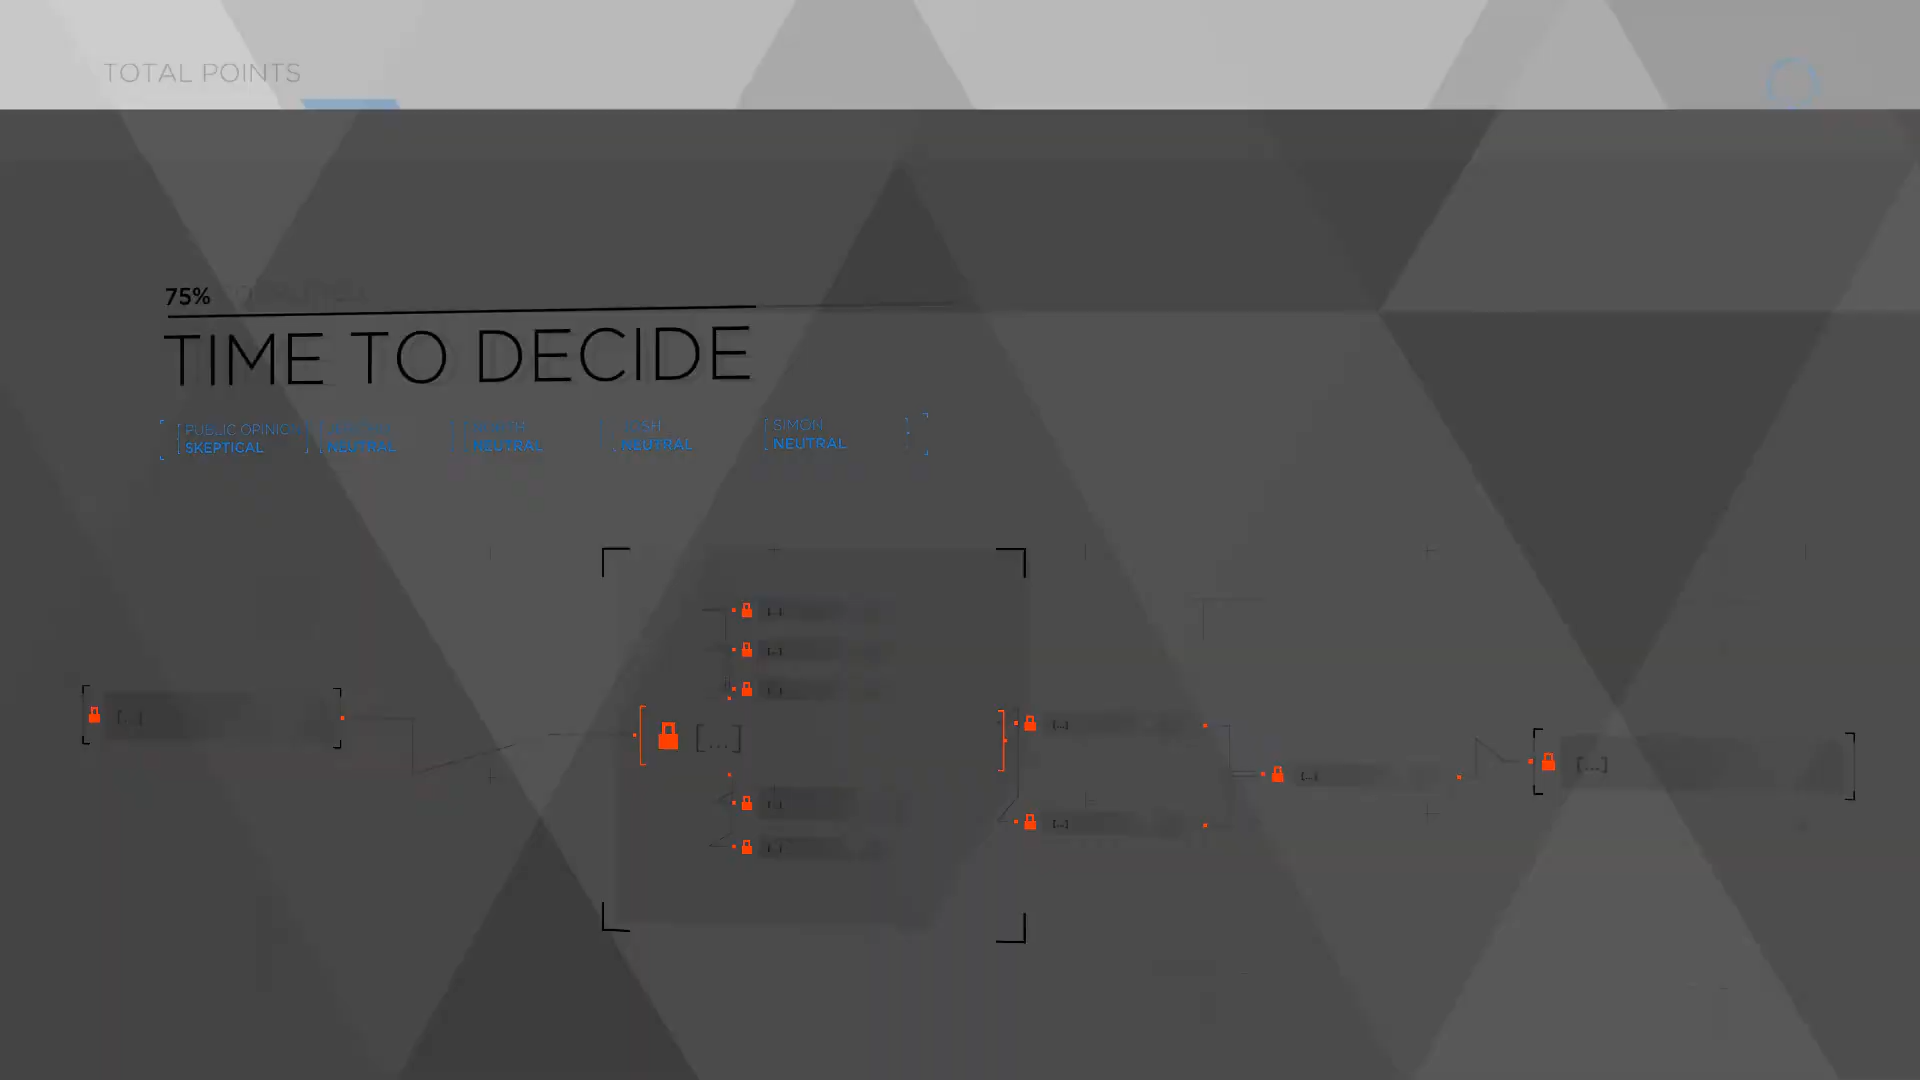 TOTAL POINTS
75%
TIME TO DECIDE
[PUBLIC OPINION
SKEPTICAL
NEUTRAL
NEUTRAL
NEUTRAL
SIMON
NEUTRAL
[...]
[...]
[...]
[...]
[...]
[...]
[...]
[...]
[...]
[...]
[...]